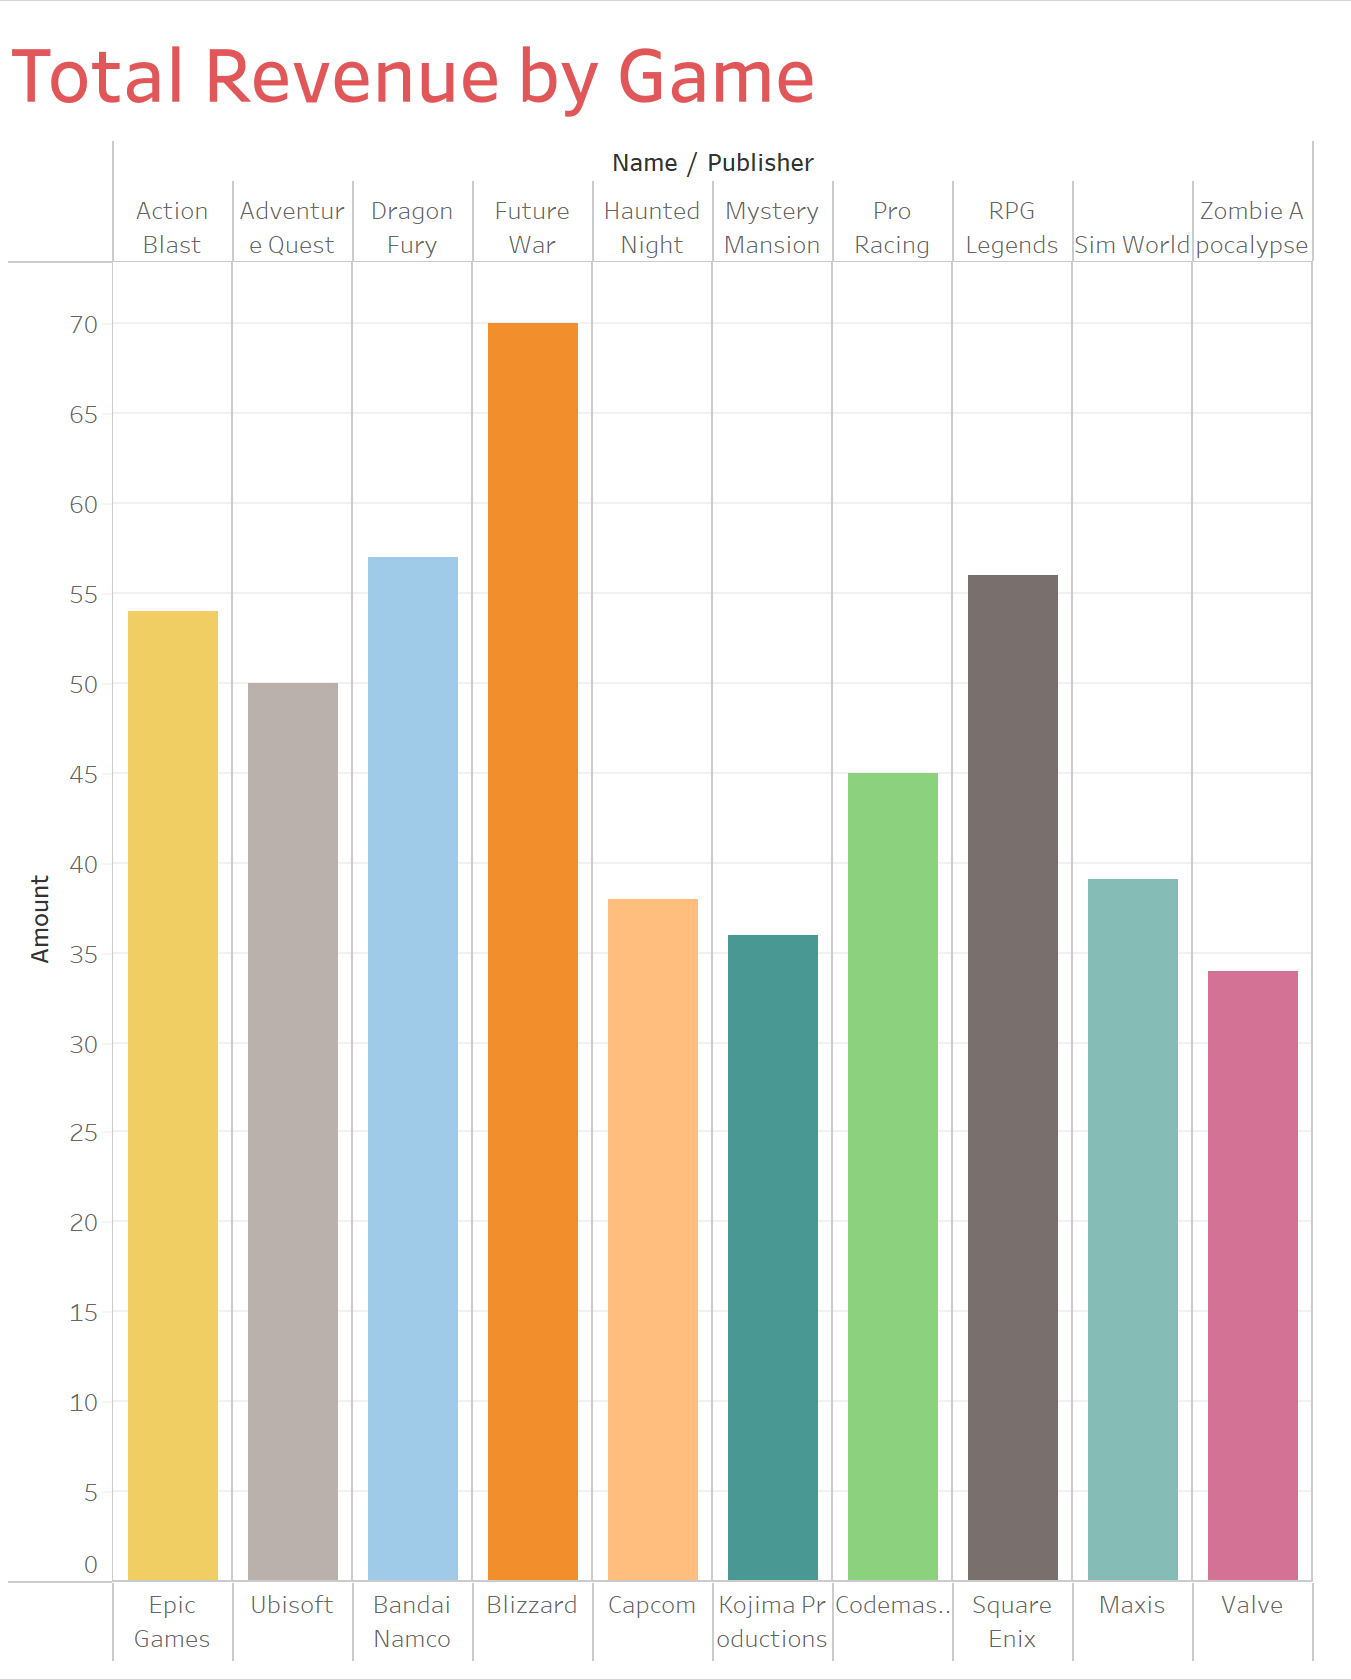 Total Revenue by Game
Name / Publisher
Action
Blast
Adventur
e Quest
Dragon
Fury
Future
War
Haunted
Night
Mystery
Mansion
Pro
Racing
RPG
Legends
Sim World
Zombie A
pocalypse
70
65
60
55
50
45
40
35
30
25
20
15
10
5
0
Amount
Epic
Games
Ubisoft
Bandai
Namco
Blizzard
Capcom
Kojima Pr
oductions
Codemas..
Square
Enix
Maxis
Valve